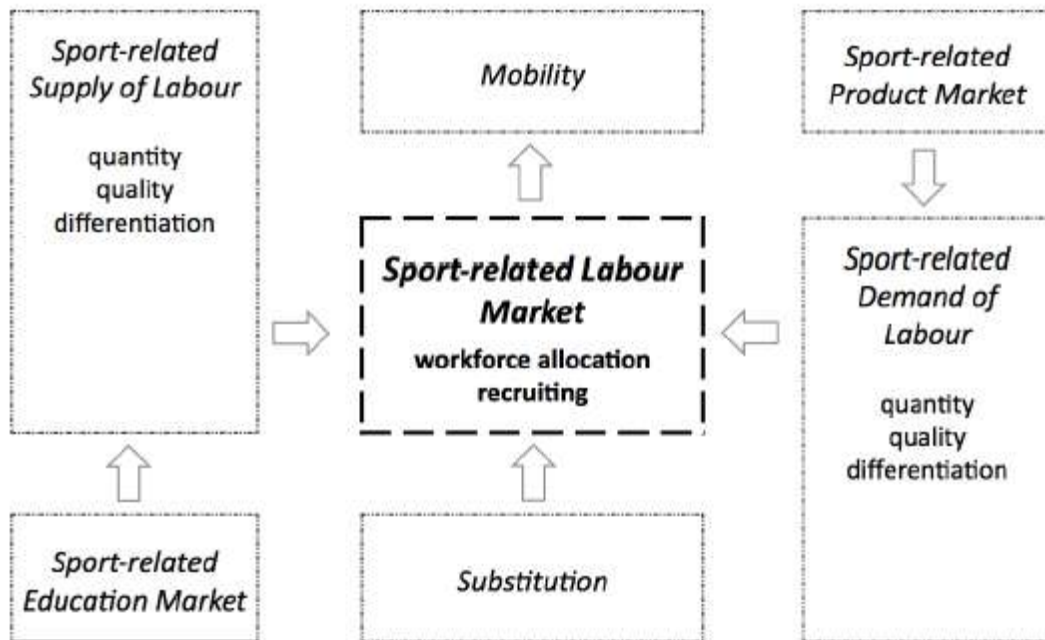 Sport-related
Supply of Labour
quantity
quality
differentiation
Mobility
Sport-related
Product Market
Sport-related Labour
Market
workforce allocation
recruiting
Sport-related
Demand of
Labour
quantity
quality
differentiation
Sport-related
Education Market
Substitution